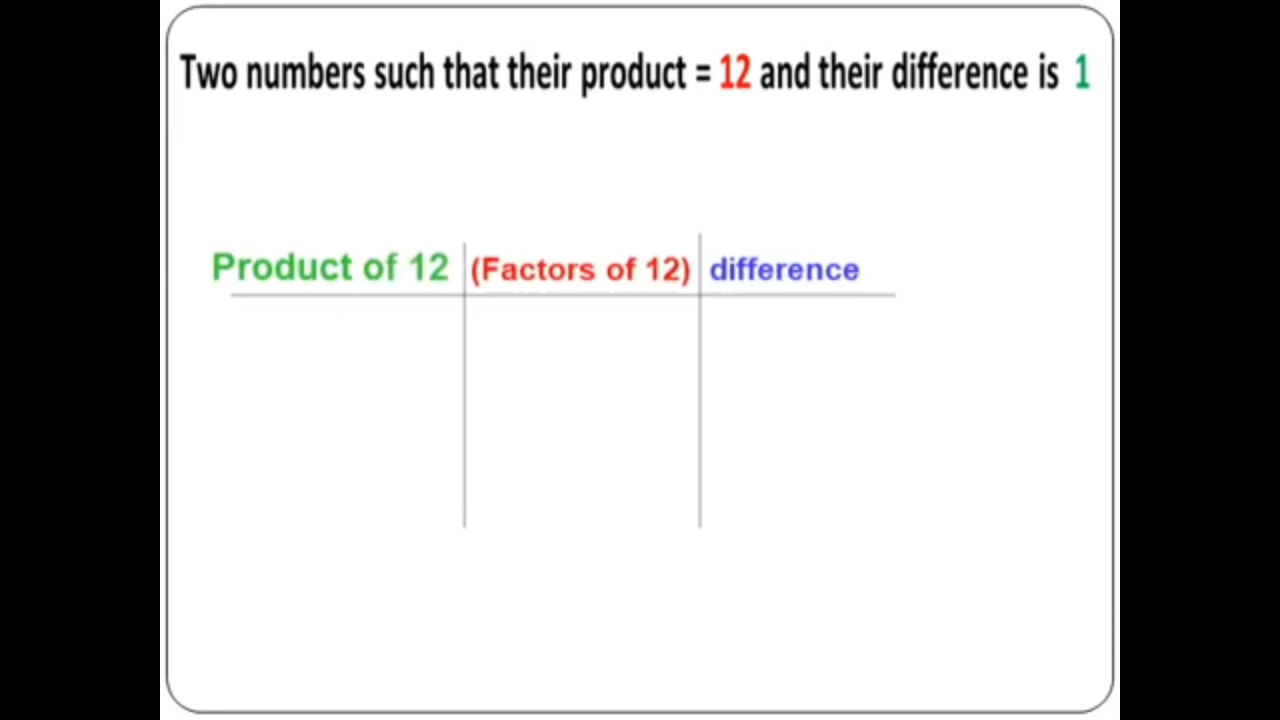 Two numbers such that their product = 12 and their difference is 1
Product of 12 (Factors of 12) difference